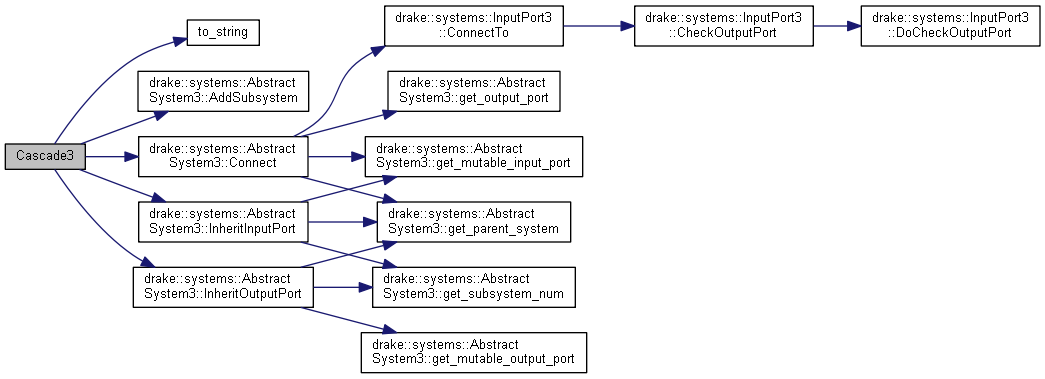 Cascade3
to_string
drake::systems::Abstract
System3::AddSubsystem
drake::systems::Abstract
System3::Connect
drake::systems::Abstract
System3::InheritInputPort
drake::systems::Abstract
System3::InheritOutputPort
drake::systems::InputPort3
::ConnectTo
drake::systems::Abstract
System3::get_output_port
drake::systems::Abstract
System3::get_mutable_input_port
drake::systems::Abstract
System3::get_parent_system
drake::systems::Abstract
System3::get_subsystem_num
drake::systems::Abstract
System3::get_mutable_output_port
drake::systems::InputPort3
::CheckOutputPort
drake::systems::InputPort3
::DoCheckOutputPort